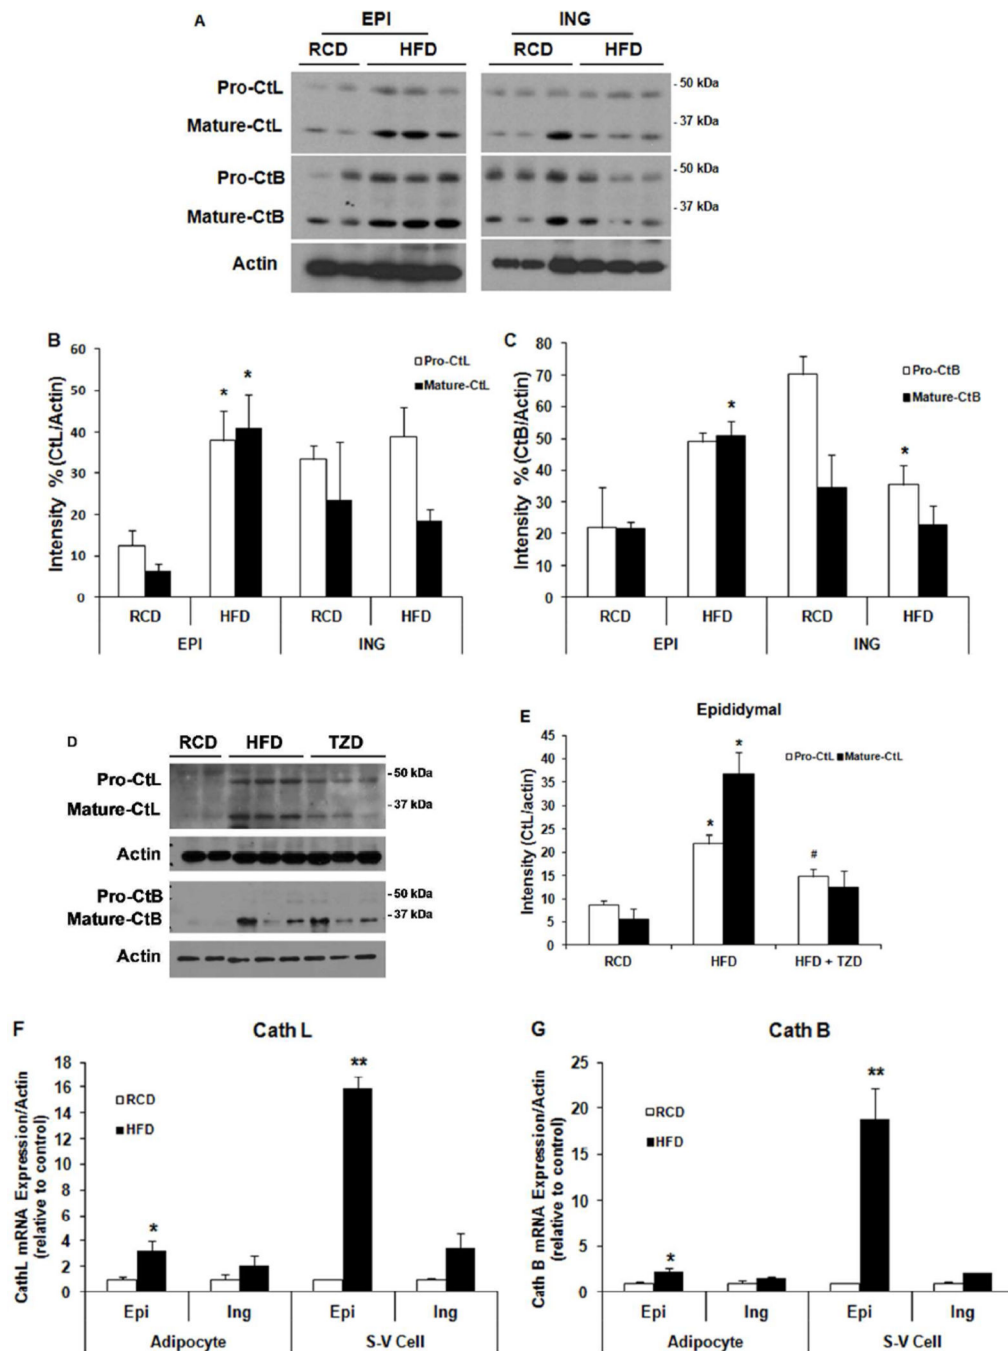 A
EPI ING
RCD HFD RCD HFD
Pro-CtL
- 50 kDa
Mature-CtL
- 37 kDa
Pro-CtB
- 50 kDa
Mature-CtB
- 37 kDa
Actin
B
60
50
40
30
20
10
0
Intensity % (CtL/Actin)
Pro-CtL
Mature-CtL
* *
RCD HFD RCD HFD
EPI ING
C
80
70
60
50
40
30
20
10
0
Intensity % (CtB/Actin)
Pro-CtB
Mature-CtB
* *
RCD HFD RCD HFD
EPI ING
D
RCD HFD TZD
Pro-CtL
- 50 kDa
Mature-CtL
- 37 kDa
Actin
Pro-CtB
- 50 kDa
Mature-CtB
- 37 kDa
Actin
E
Epididymal
45
40
35
30
25
20
15
10
5
0
Intensity (CtL/actin)
Pro-CtL Mature-CtL
* * #
RCD HFD HFD + TZD
F
Cath L
18
16
14
12
10
8
6
4
2
0
CathL mRNA Expression/Actin
(relative to control)
RCD
HFD
* **
Epi Ing Epi Ing
Adipocyte S-V Cell
G
Cath B
25
20
15
10
5
0
Cath B mRNA Expression/Actin
(relative to control)
RCD
HFD
* **
Epi Ing Epi Ing
Adipocyte S-V Cell